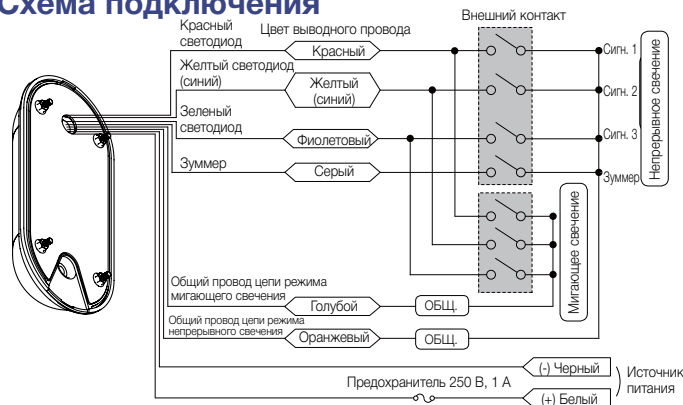 Схема подключения
Внешний контакт
Красный
светодиод
Цвет выводного провода
Красный
Сигн. 1
Желтый светодиод
(синий)
Желтый
(синий)
Сигн. 2
Зеленый
светодиод
Фиолетовый
Сигн. 3
Зуммер
Серый
Зуммер
Непрерывное свечение
Мигающее свечение
Общий провод цепи режима
мигающего свечения
Голубой
ОБЩ.
Общий провод цепи режима
непрерывного свечения
Оранжевый
ОБЩ.
(-) Черный
Источник
питания
Предохранитель 250 В, 1 А
(+) Белый